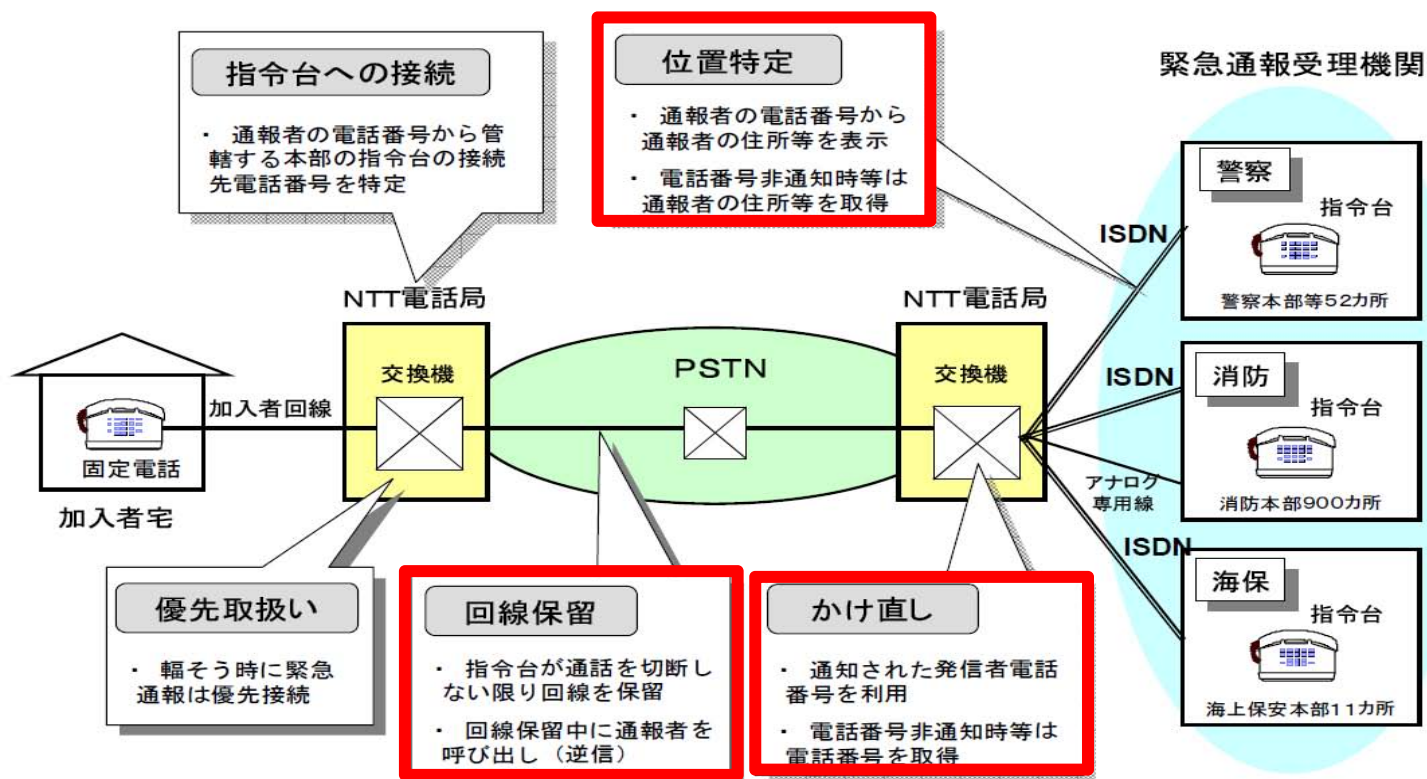 指令台への接続
・ 通報者の電話番号から管
轄する本部の指令台の接続
先電話番号を特定
位置特定
・ 通報者の電話番号から
通報者の住所等を表示
・ 電話番号非通知時等は
通報者の住所等を取得
緊急通報受理機関
警察
指令台
警察本部等52カ所
ISDN
NTT電話局
交換機
PSTN
NTT電話局
交換機
固定電話
加入者宅
加入者回線
ISDN
消防
指令台
消防本部900カ所
アナログ
専用線
ISDN
海保
指令台
海上保安本部11カ所
優先取扱い
・ 輻そう時に緊急
通報は優先接続
回線保留
・ 指令台が通話を切断し
ない限り回線を保留
・ 回線保留中に通報者を
呼び出し（逆信）
かけ直し
・ 通知された発信者電話
番号を利用
・ 電話番号非通知時等は
電話番号を取得